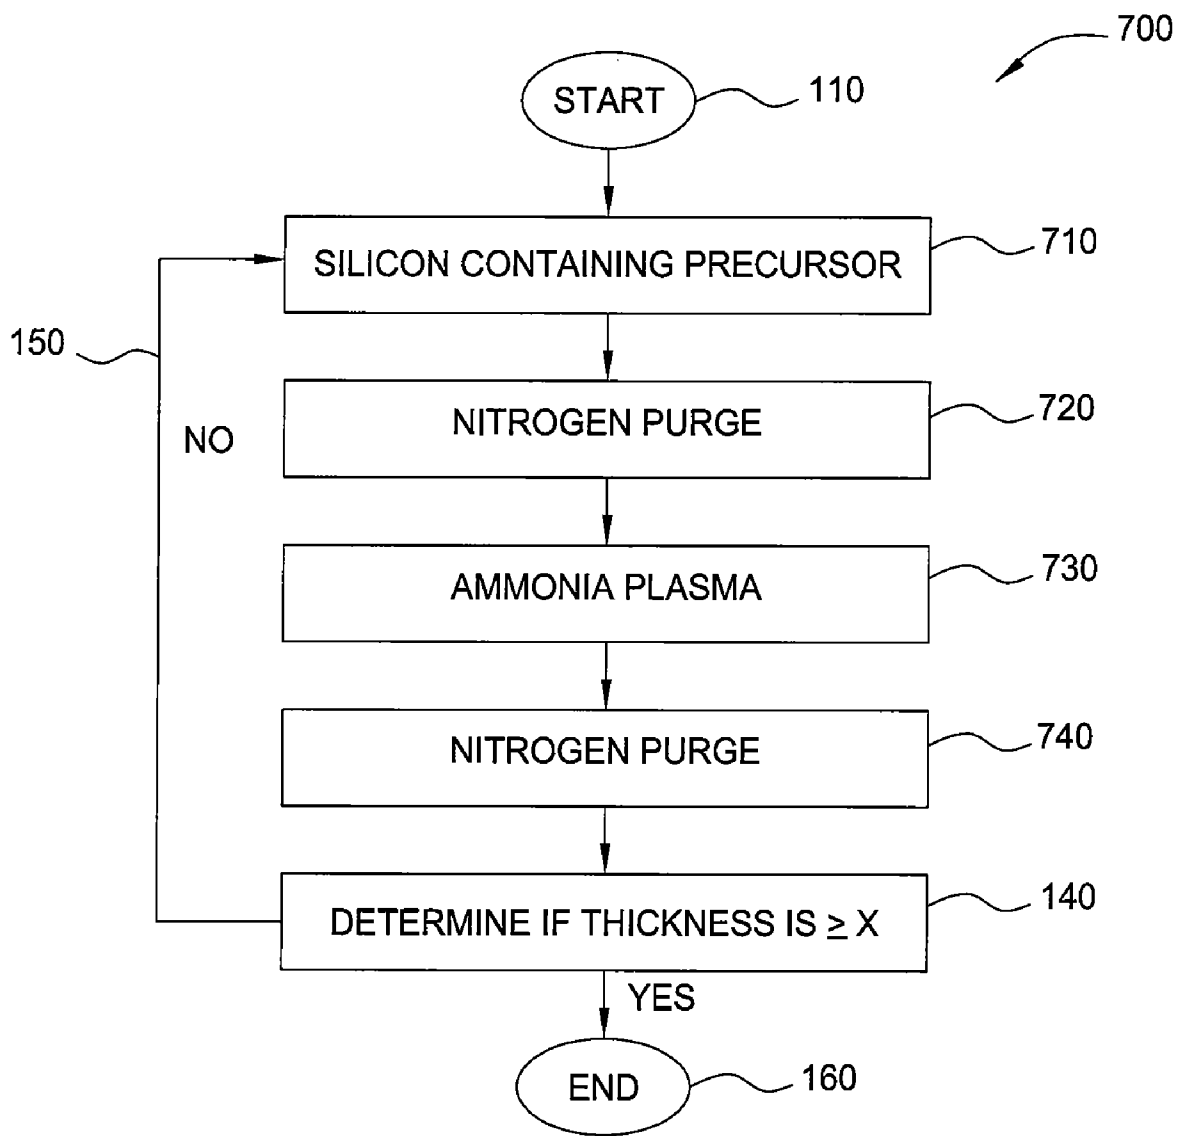 700
START
110
SILICON CONTAINING PRECURSOR
710
150
NITROGEN PURGE
720
NO
AMMONIA PLASMA
730
NITROGEN PURGE
740
DETERMINE IF THICKNESS IS ≥ X
140
YES
END
160